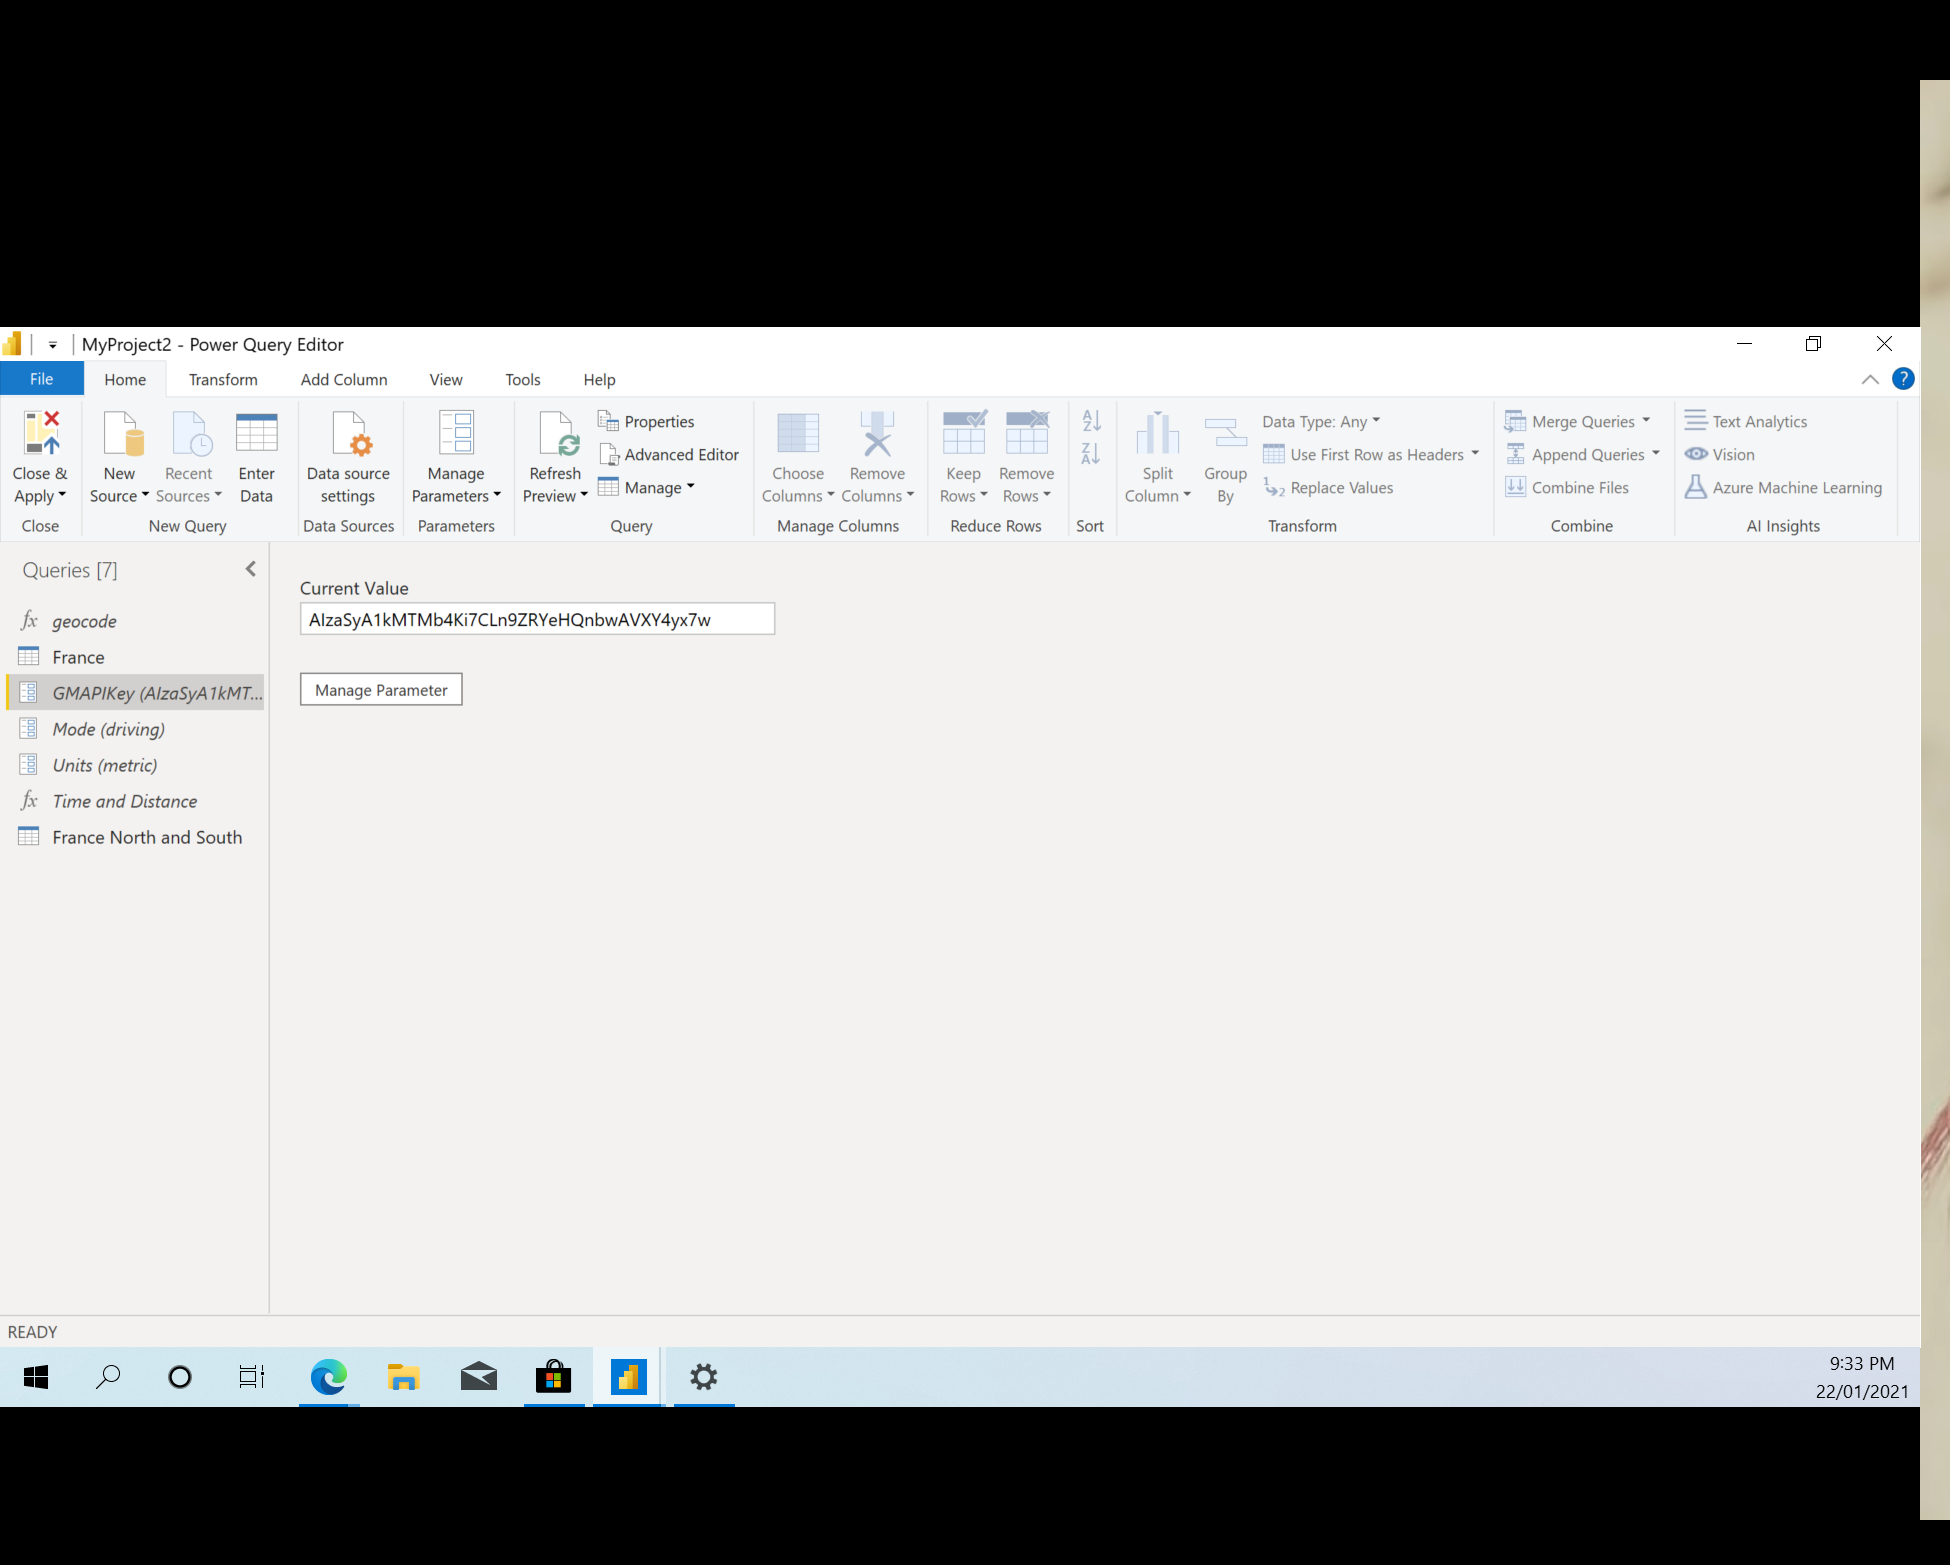 MyProject2 - Power Query Editor
File Home Transform Add Column View Tools Help
Close & Apply
Close
New Source
Recent Sources
Enter Data
New Query
Data source settings
Data Sources
Manage Parameters
Parameters
Refresh Preview
Properties
Advanced Editor
Manage
Query
Choose Columns
Remove Columns
Manage Columns
Keep Rows
Remove Rows
Reduce Rows
Sort
Split Column
Group By
Data Type: Any
Use First Row as Headers
Replace Values
Transform
Merge Queries
Append Queries
Combine Files
Combine
Text Analytics
Vision
Azure Machine Learning
AI Insights
Queries [7]
fx geocode
France
GMAPIKey (AIzaSyA1kMT...
Mode (driving)
Units (metric)
fx Time and Distance
France North and South
Current Value
AIzaSyA1kMTMb4Ki7CLn9ZRYeHQnbwAVXY4yx7w
Manage Parameter
READY
9:33 PM
22/01/2021